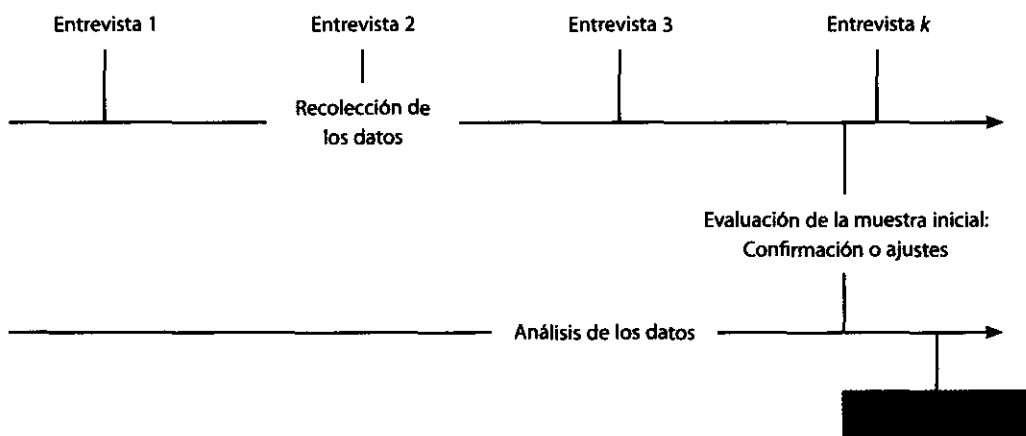 Entrevista 1
Entrevista 2
Entrevista 3
Entrevista k
Recolección de
los datos
Evaluación de la muestra inicial:
Confirmación o ajustes
Análisis de los datos